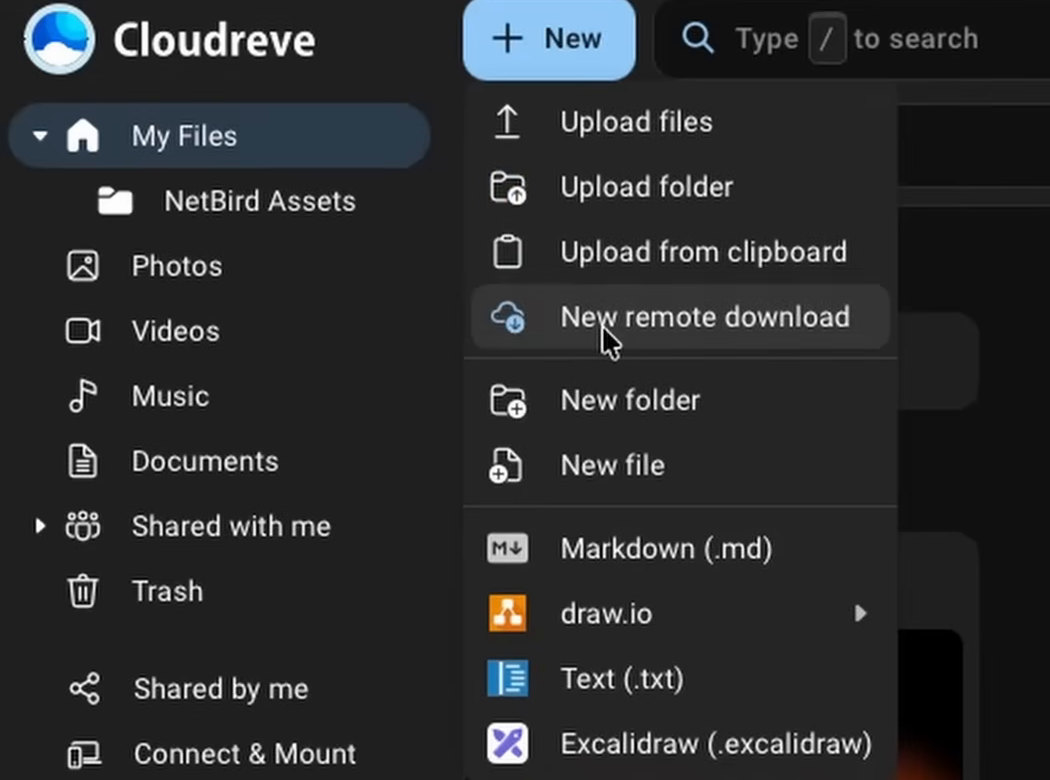 Cloudreve
My Files
NetBird Assets
Photos
Videos
Music
Documents
Shared with me
Trash
Shared by me
Connect & Mount
New
Type / to search
Upload files
Upload folder
Upload from clipboard
New remote download
New folder
New file
M Markdown (.md)
draw.io
Text (.txt)
Excalidraw (.excalidraw)